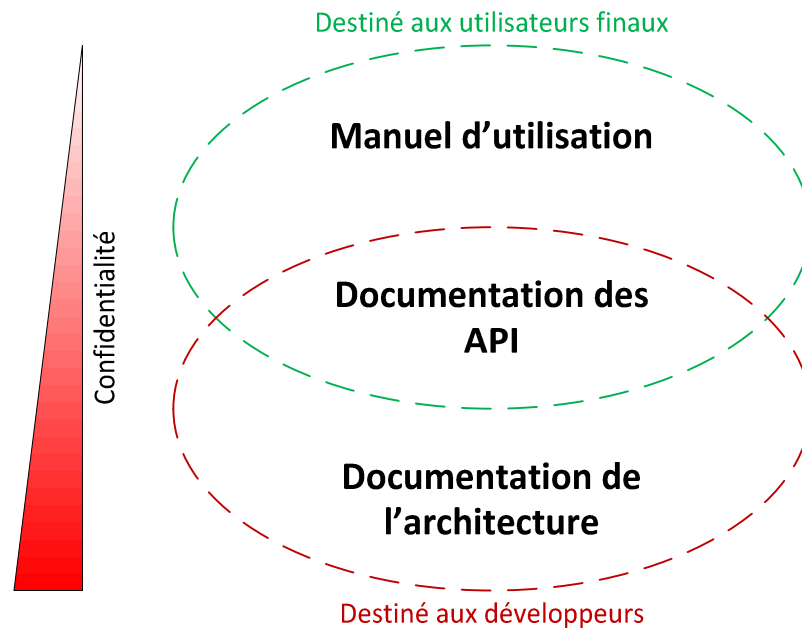 Destiné aux utilisateurs finaux
Manuel d’utilisation
Confidentialité
Documentation des
API
Documentation de
l’architecture
Destiné aux développeurs